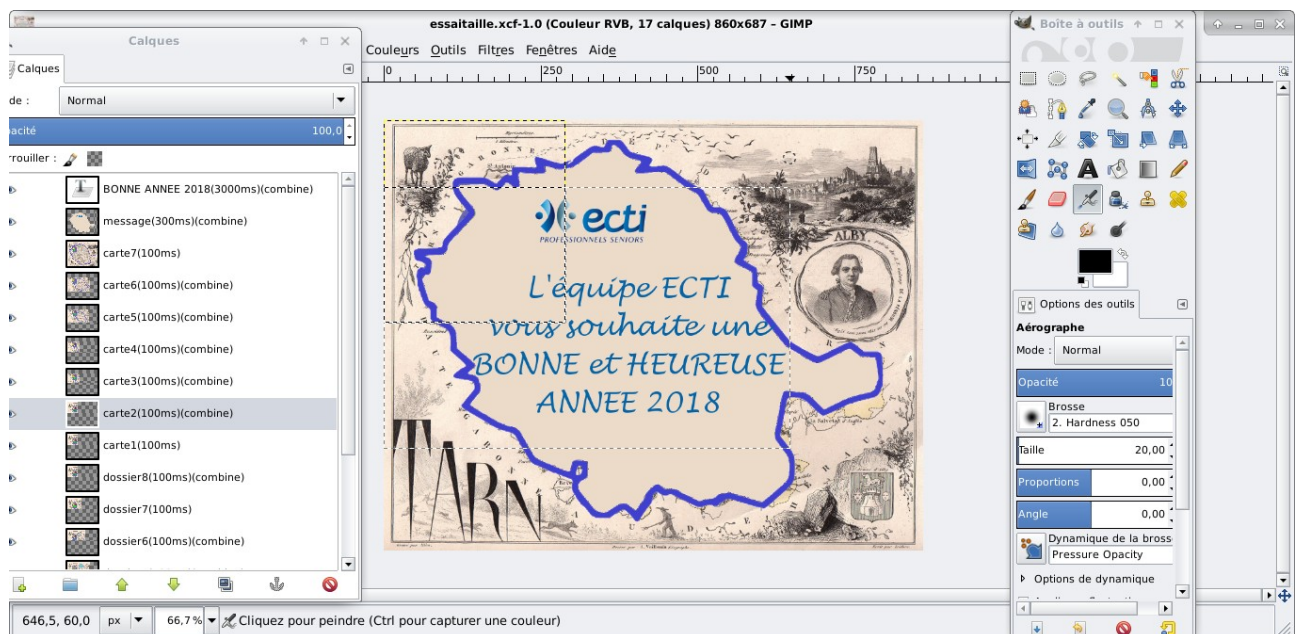 essaitaille.xcf-1.0 (Couleur RVB, 17 calques) 860x687 – GIMP
Calques
Calques
de :
Normal
pacité
100,0
rouiller :
BONNE ANNEE 2018(3000ms)(combine)
message(300ms)(combine)
carte7(100ms)
carte6(100ms)(combine)
carte5(100ms)(combine)
carte4(100ms)(combine)
carte3(100ms)(combine)
carte2(100ms)(combine)
carte1(100ms)
dossier8(100ms)(combine)
dossier7(100ms)
dossier6(100ms)(combine)
Couleurs Outils Filtres Fenêtres Aide
0 250 500 750
ALBY
ecti
PROFESSIONNELS SENIORS
L'équipe ECTI
vous souhaite une
BONNE et HEUREUSE
ANNEE 2018
TARN
646,5, 60,0 px 66,7 % Cliquez pour peindre (Ctrl pour capturer une couleur)
Boîte à outils
Options des outils
Aérographe
Mode : Normal
Opacité 10
Brosse
2. Hardness 050
Taille 20,00
Proportions 0,00
Angle 0,00
Dynamique de la bross
Pressure Opacity
Options de dynamique